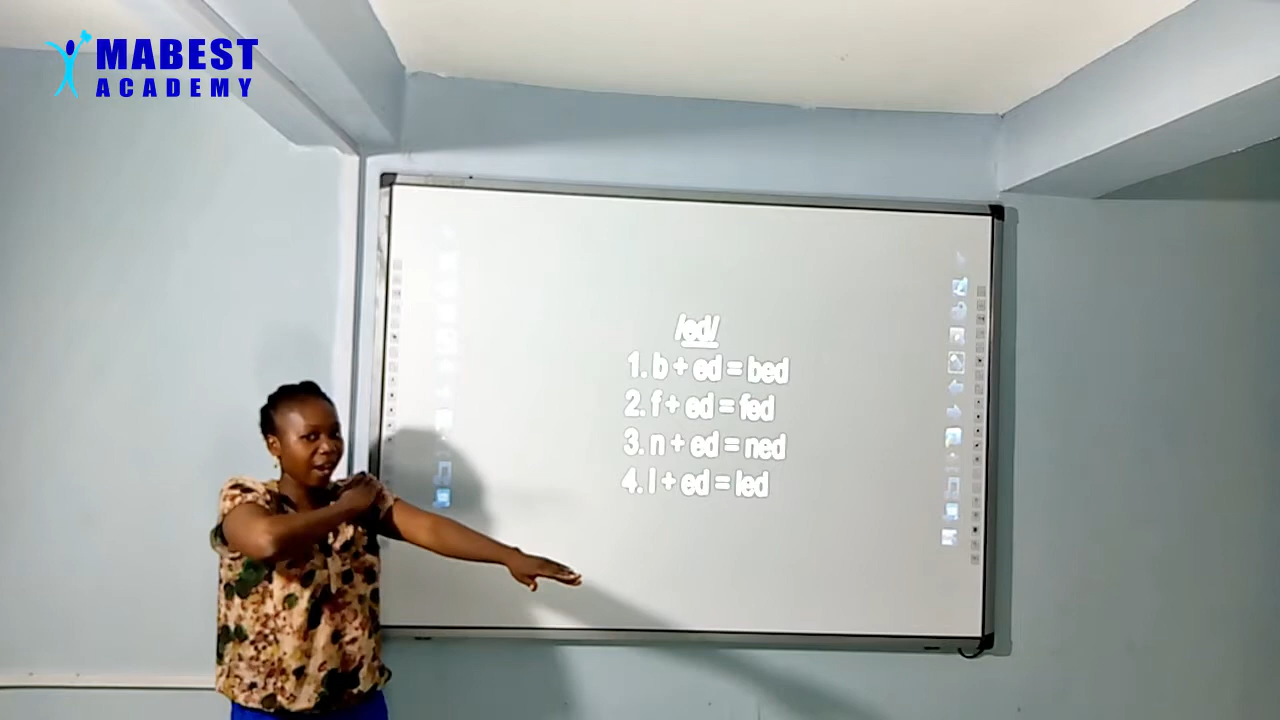 MABEST
ACADEMY
/ed/
1. b + ed = bed
2. f + ed = fed
3. n + ed = ned
4. l + ed = led